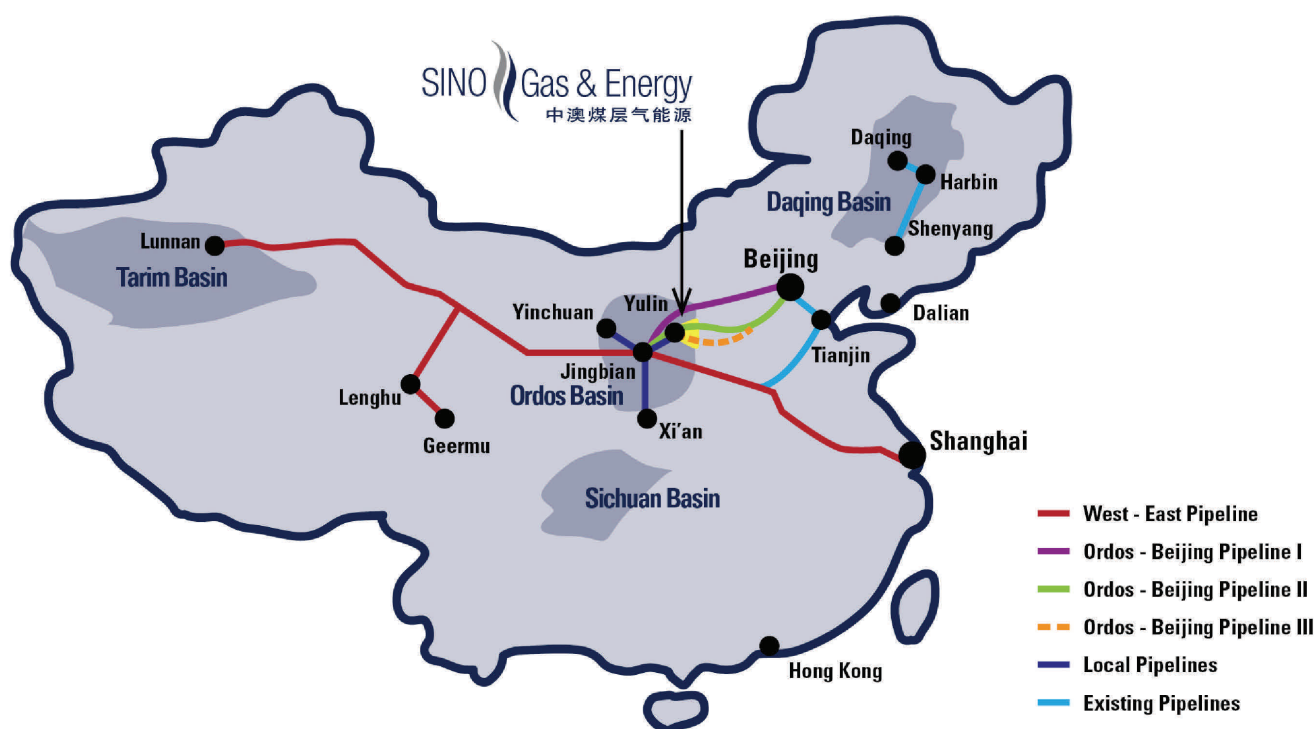 SINO Gas & Energy
中澳煤层气能源
Daqing
Harbin
Daqing Basin
Shenyang
Lunnan
Tarim Basin
Beijing
Yinchuan
Yulin
Dalian
Tianjin
Jingbian
Lenghu
Ordos Basin
Geermu
Xi'an
Shanghai
Sichuan Basin
West - East Pipeline
Ordos - Beijing Pipeline I
Ordos - Beijing Pipeline II
Ordos - Beijing Pipeline III
Hong Kong
Local Pipelines
Existing Pipelines